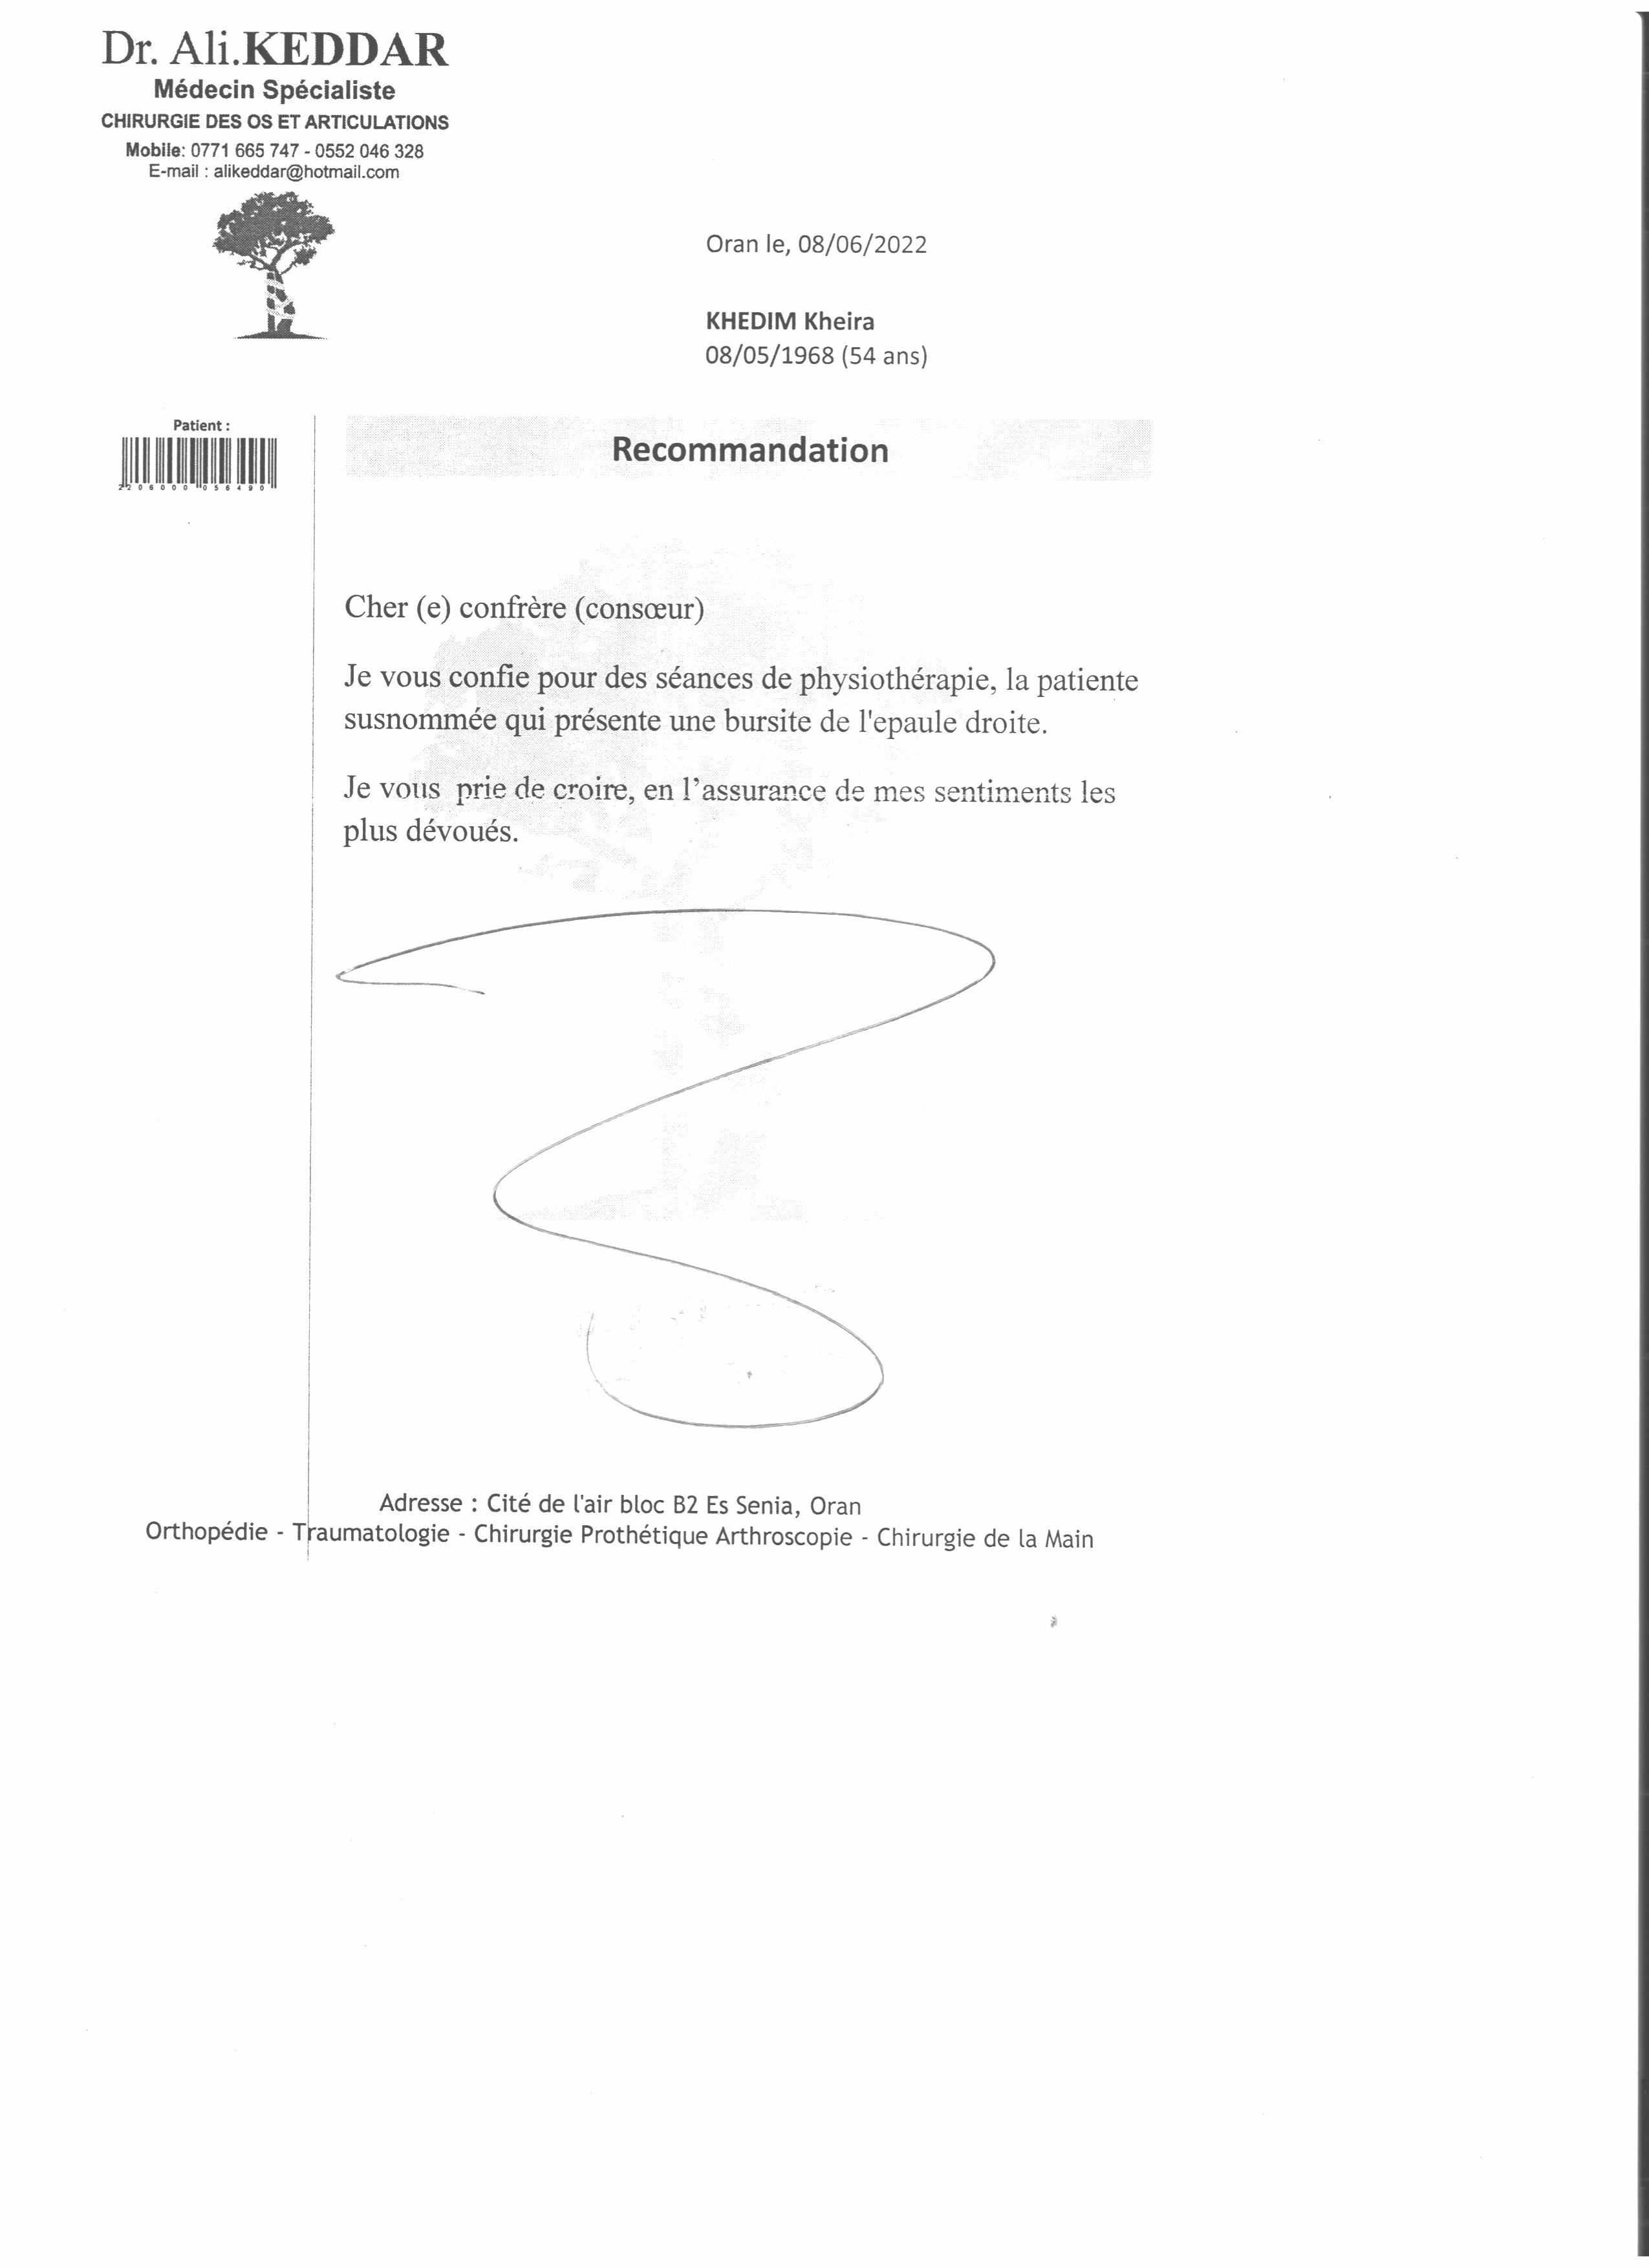 Dr. Ali.KEDDAR
Médecin Spécialiste
CHIRURGIE DES OS ET ARTICULATIONS
Mobile: 0771 665 747 - 0552 046 328
E-mail : alikeddar@hotmail.com
Oran le, 08/06/2022
KHEDIM Kheira
08/05/1968 (54 ans)
Patient :
2206000056490
Recommandation
Cher (e) confrère (consœur)
Je vous confie pour des séances de physiothérapie, la patiente
susnommée qui présente une bursite de l'epaule droite.
Je vous prie de croire, en l’assurance de mes sentiments les
plus dévoués.
Adresse : Cité de l'air bloc B2 Es Senia, Oran
Orthopédie - Traumatologie - Chirurgie Prothétique Arthroscopie - Chirurgie de la Main